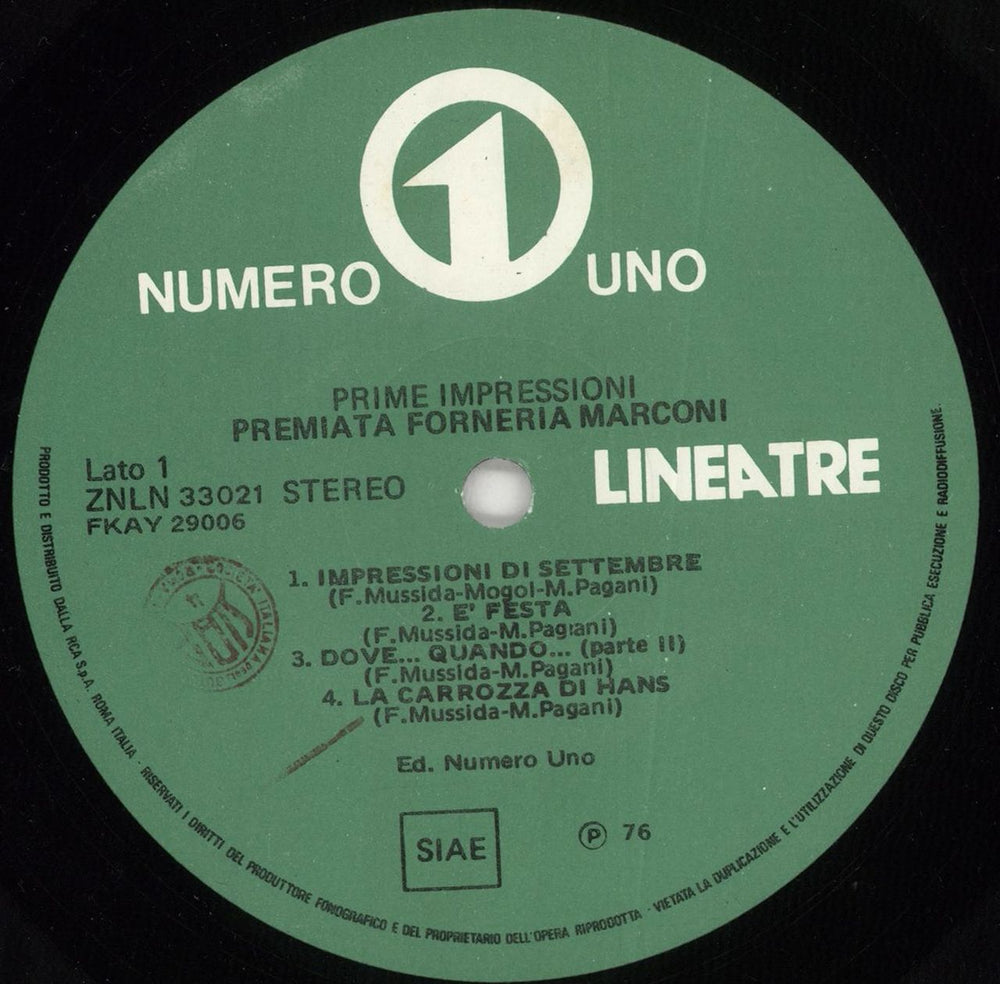 1
NUMERO UNO
PRIME IMPRESSIONI
PREMIATA FORNERIA MARCONI
LINEATRE
Lato 1
ZNLN 33021 STEREO
FKAY 29006
1. IMPRESSIONI DI SETTEMBRE
(F.Mussida-Mogol-M.Pagani)
2. E' FESTA
(F.Mussida-M.Pagani)
3. DOVE... QUANDO... (parte II)
(F.Mussida-M.Pagani)
4. LA CARROZZA DI HANS
(F.Mussida-M.Pagani)
Ed. Numero Uno
SIAE
Ⓟ 76
PRODOTTO E DISTRIBUITO DALLA RCA S.p.A. ROMA ITALIA · RISERVATI I DIRITTI DEL PRODUTTORE FONOGRAFICO E DEL PROPRIETARIO DELL'OPERA RIPRODOTTA · VIETATA LA DUPLICAZIONE E L'UTILIZZAZIONE DI QUESTO DISCO PER PUBBLICA ESECUZIONE E RADIODIFFUSIONE.
SOCIETA' ITALIANA